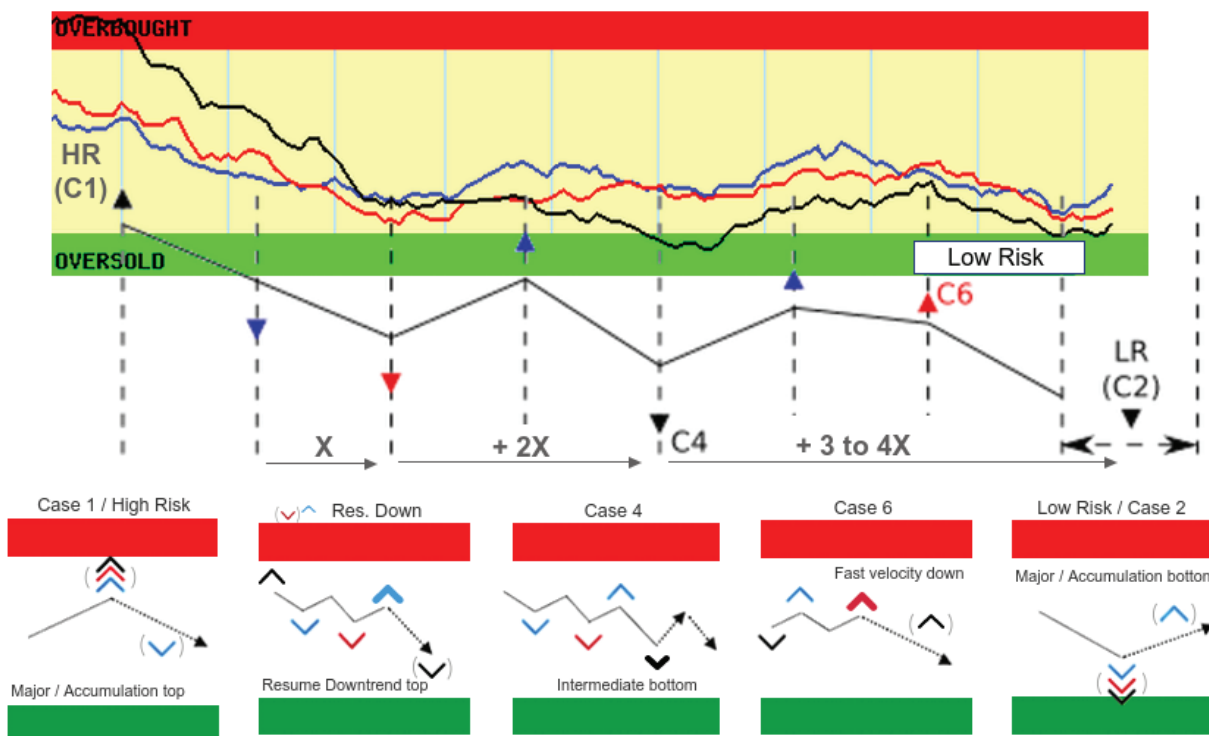 OVERBOUGHT
HR
(C1)
OVERSOLD
Low Risk
C6
LR
(C2)
C4
X
+ 2X
+ 3 to 4X
Case 1 / High Risk
Major / Accumulation top
Res. Down
Resume Downtrend top
Case 4
Intermediate bottom
Case 6
Fast velocity down
Low Risk / Case 2
Major / Accumulation bottom